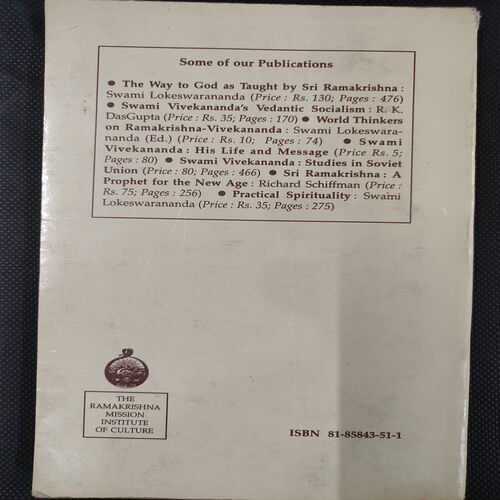 Some of our Publications
● The Way to God as Taught by Sri Ramakrishna :
Swami Lokeswarananda (Price : Rs. 130; Pages : 476)
● Swami Vivekananda's Vedantic Socialism : R. K.
DasGupta (Price : Rs. 35; Pages : 170) ● World Thinkers
on Ramakrishna-Vivekananda : Swami Lokeswara-
nanda (Ed.) (Price : Rs. 10; Pages : 74) ● Swami
Vivekananda : His Life and Message (Price Rs. 5;
Pages : 80) ● Swami Vivekananda : Studies in Soviet
Union (Price : 80; Pages : 466) ● Sri Ramakrishna : A
Prophet for the New Age : Richard Schiffman (Price :
Rs. 75; Pages : 256) ● Practical Spirituality : Swami
Lokeswarananda (Price : Rs. 35; Pages : 275)
THE
RAMAKRISHNA
MISSION
INSTITUTE
OF CULTURE
ISBN 81-85843-51-1